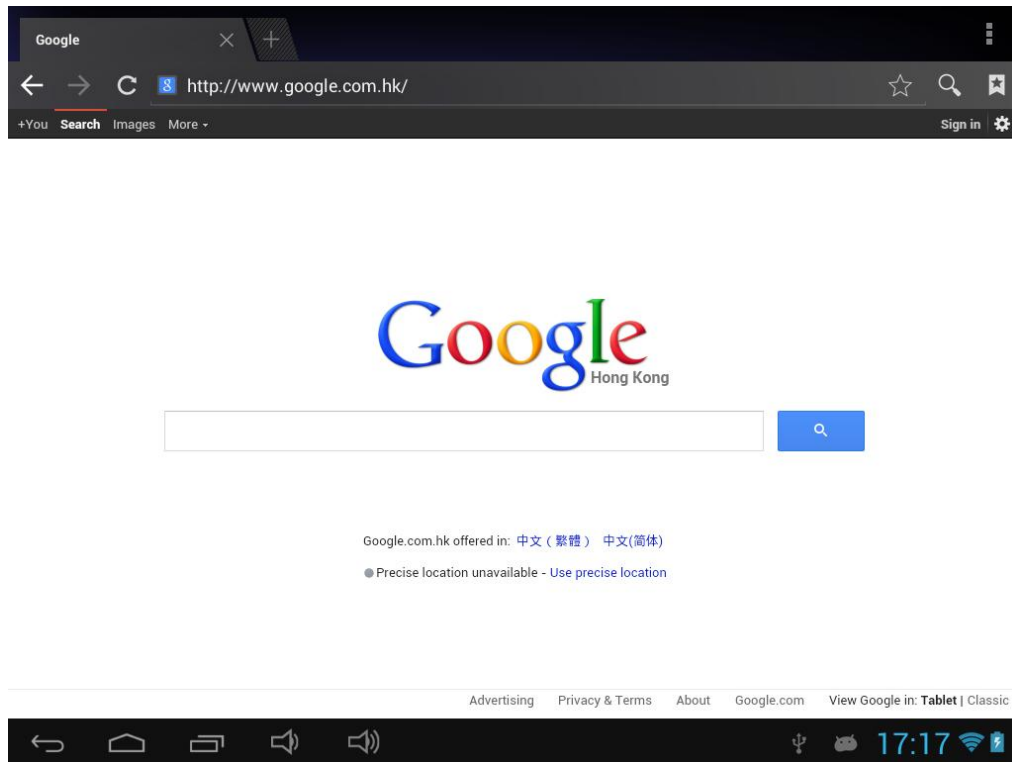 Google
http://www.google.com.hk/
+You Search Images More Sign in
Google
Hong Kong
Google.com.hk offered in: 中文 ( 繁體 ) 中文(简体)
Precise location unavailable - Use precise location
Advertising Privacy & Terms About Google.com View Google in: Tablet | Classic
17:17